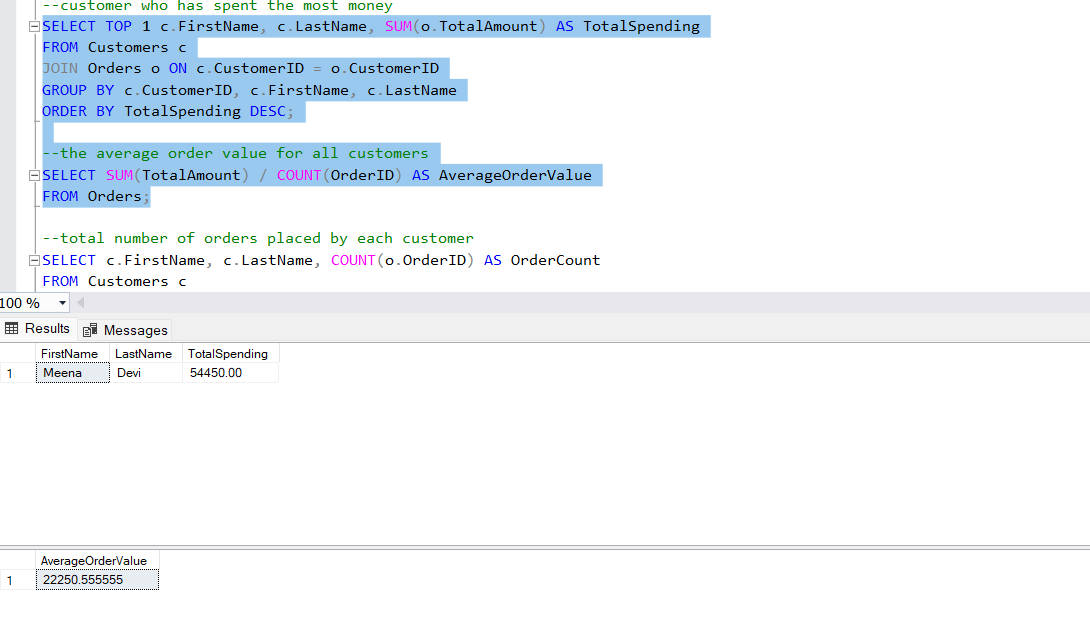 --customer who has spent the most money
SELECT TOP 1 c.FirstName, c.LastName, SUM(o.TotalAmount) AS TotalSpending
FROM Customers c
JOIN Orders o ON c.CustomerID = o.CustomerID
GROUP BY c.CustomerID, c.FirstName, c.LastName
ORDER BY TotalSpending DESC;
--the average order value for all customers
SELECT SUM(TotalAmount) / COUNT(OrderID) AS AverageOrderValue
FROM Orders;
--total number of orders placed by each customer
SELECT c.FirstName, c.LastName, COUNT(o.OrderID) AS OrderCount
FROM Customers c
100 %
Results Messages
FirstName LastName TotalSpending
1 Meena Devi 54450.00
AverageOrderValue
1 22250.555555